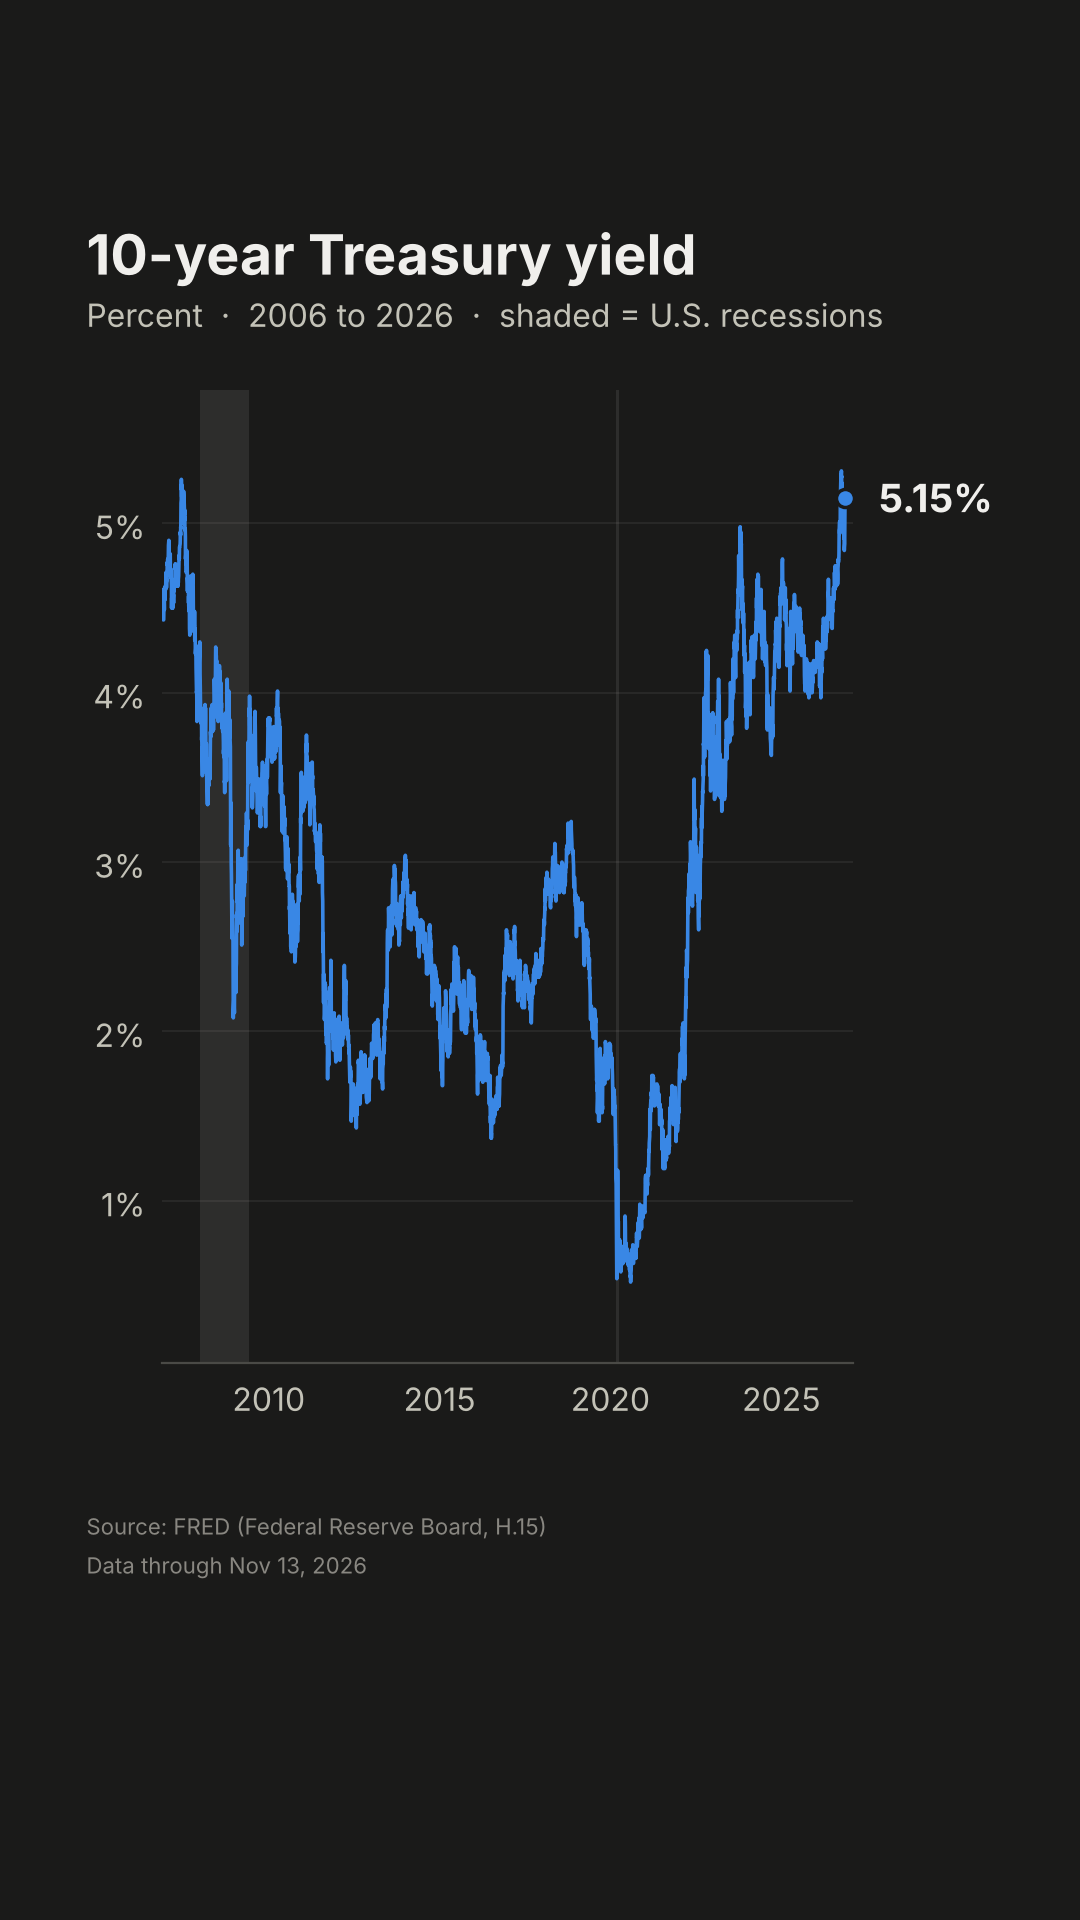 10-year Treasury yield
Percent · 2006 to 2026 · shaded = U.S. recessions
5.15%
5%
4%
3%
2%
1%
2010 2015 2020 2025
Source: FRED (Federal Reserve Board, H.15)
Data through Nov 13, 2026